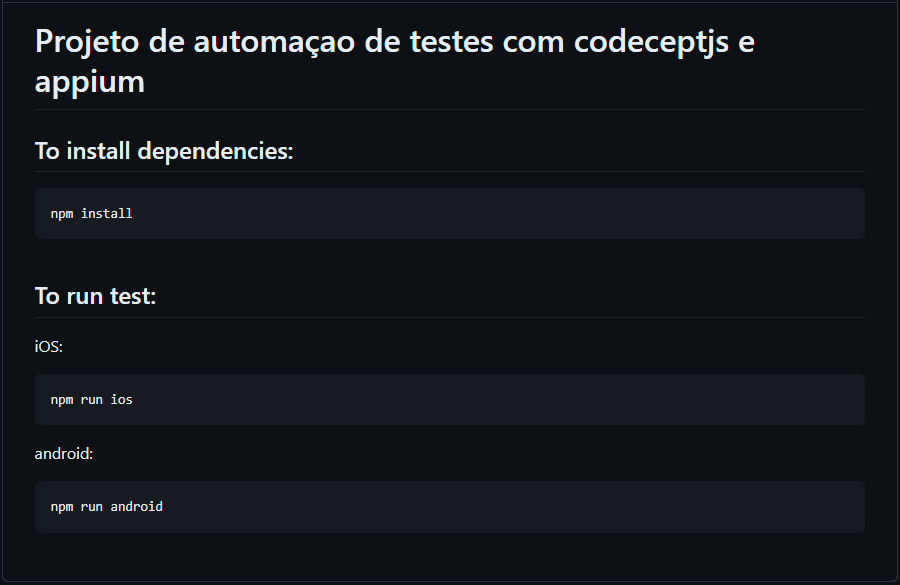 Projeto de automaçao de testes com codeceptjs e
appium
To install dependencies:
npm install
To run test:
iOS:
npm run ios
android:
npm run android